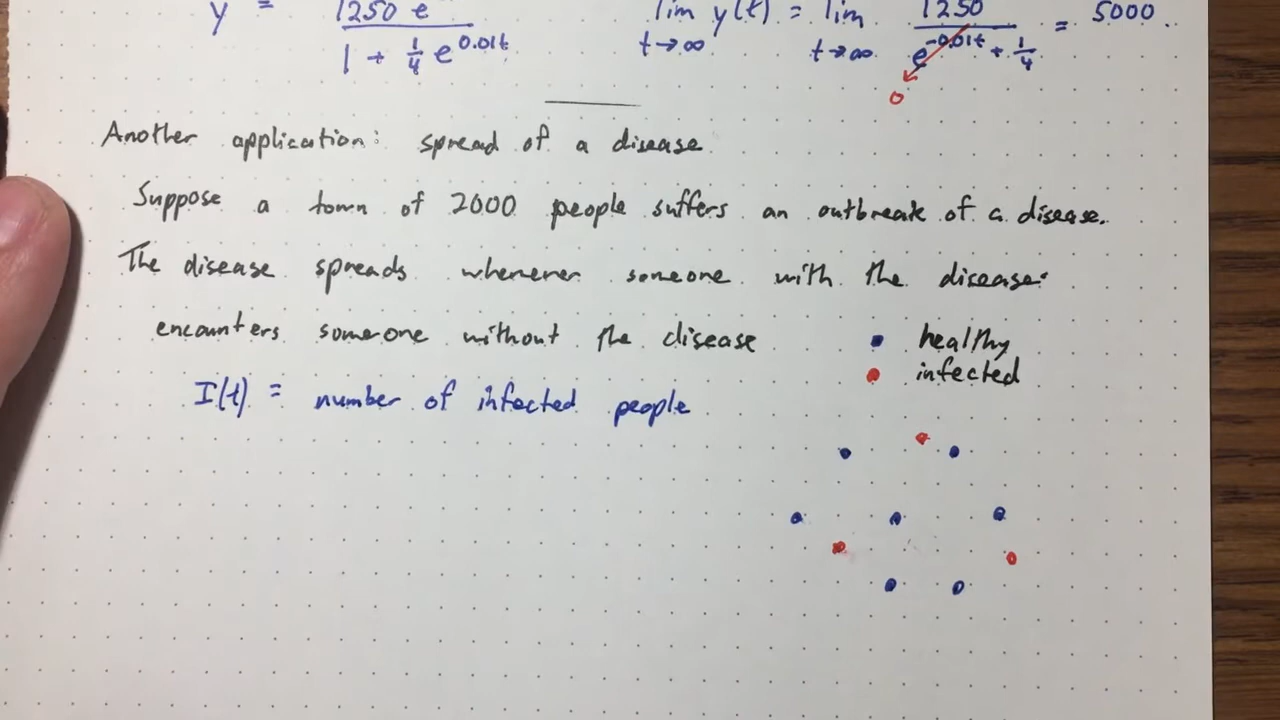 y = 1250 e / 1 + 1/4 e^0.01t lim t→∞ y(t) = lim t→∞ 1250 / e^-0.01t + 1/4 = 5000.
0
Another application: spread of a disease.
Suppose a town of 2000 people suffers an outbreak of a disease.
The disease spreads whenever someone with the disease
encounters someone without the disease
healthy
infected
I(t) = number of infected people